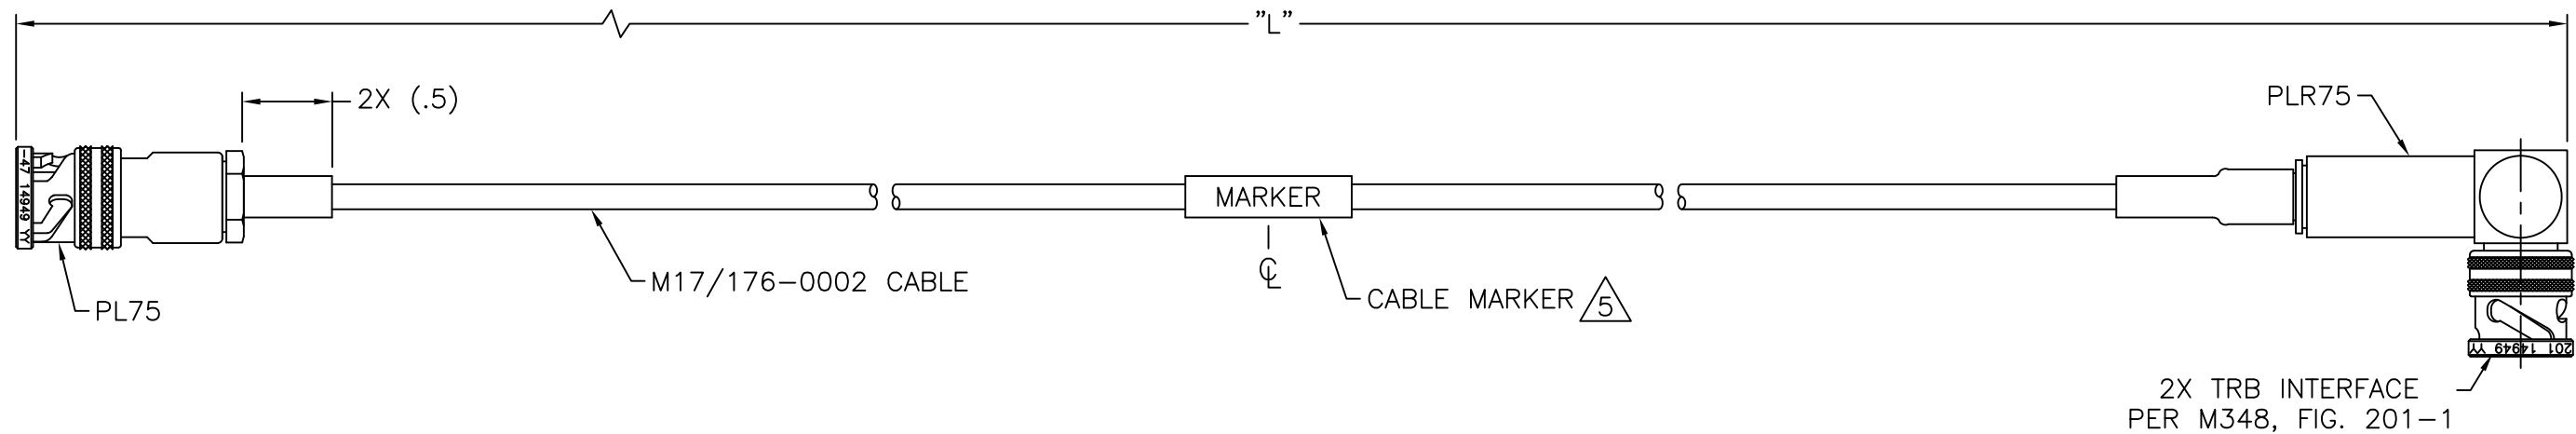 "L"
2X (.5)
PLR75
-47 14949 YY
MARKER
M17/176-0002 CABLE
℄
CABLE MARKER 5
PL75
201 14949 YY
2X TRB INTERFACE
PER M348, FIG. 201-1